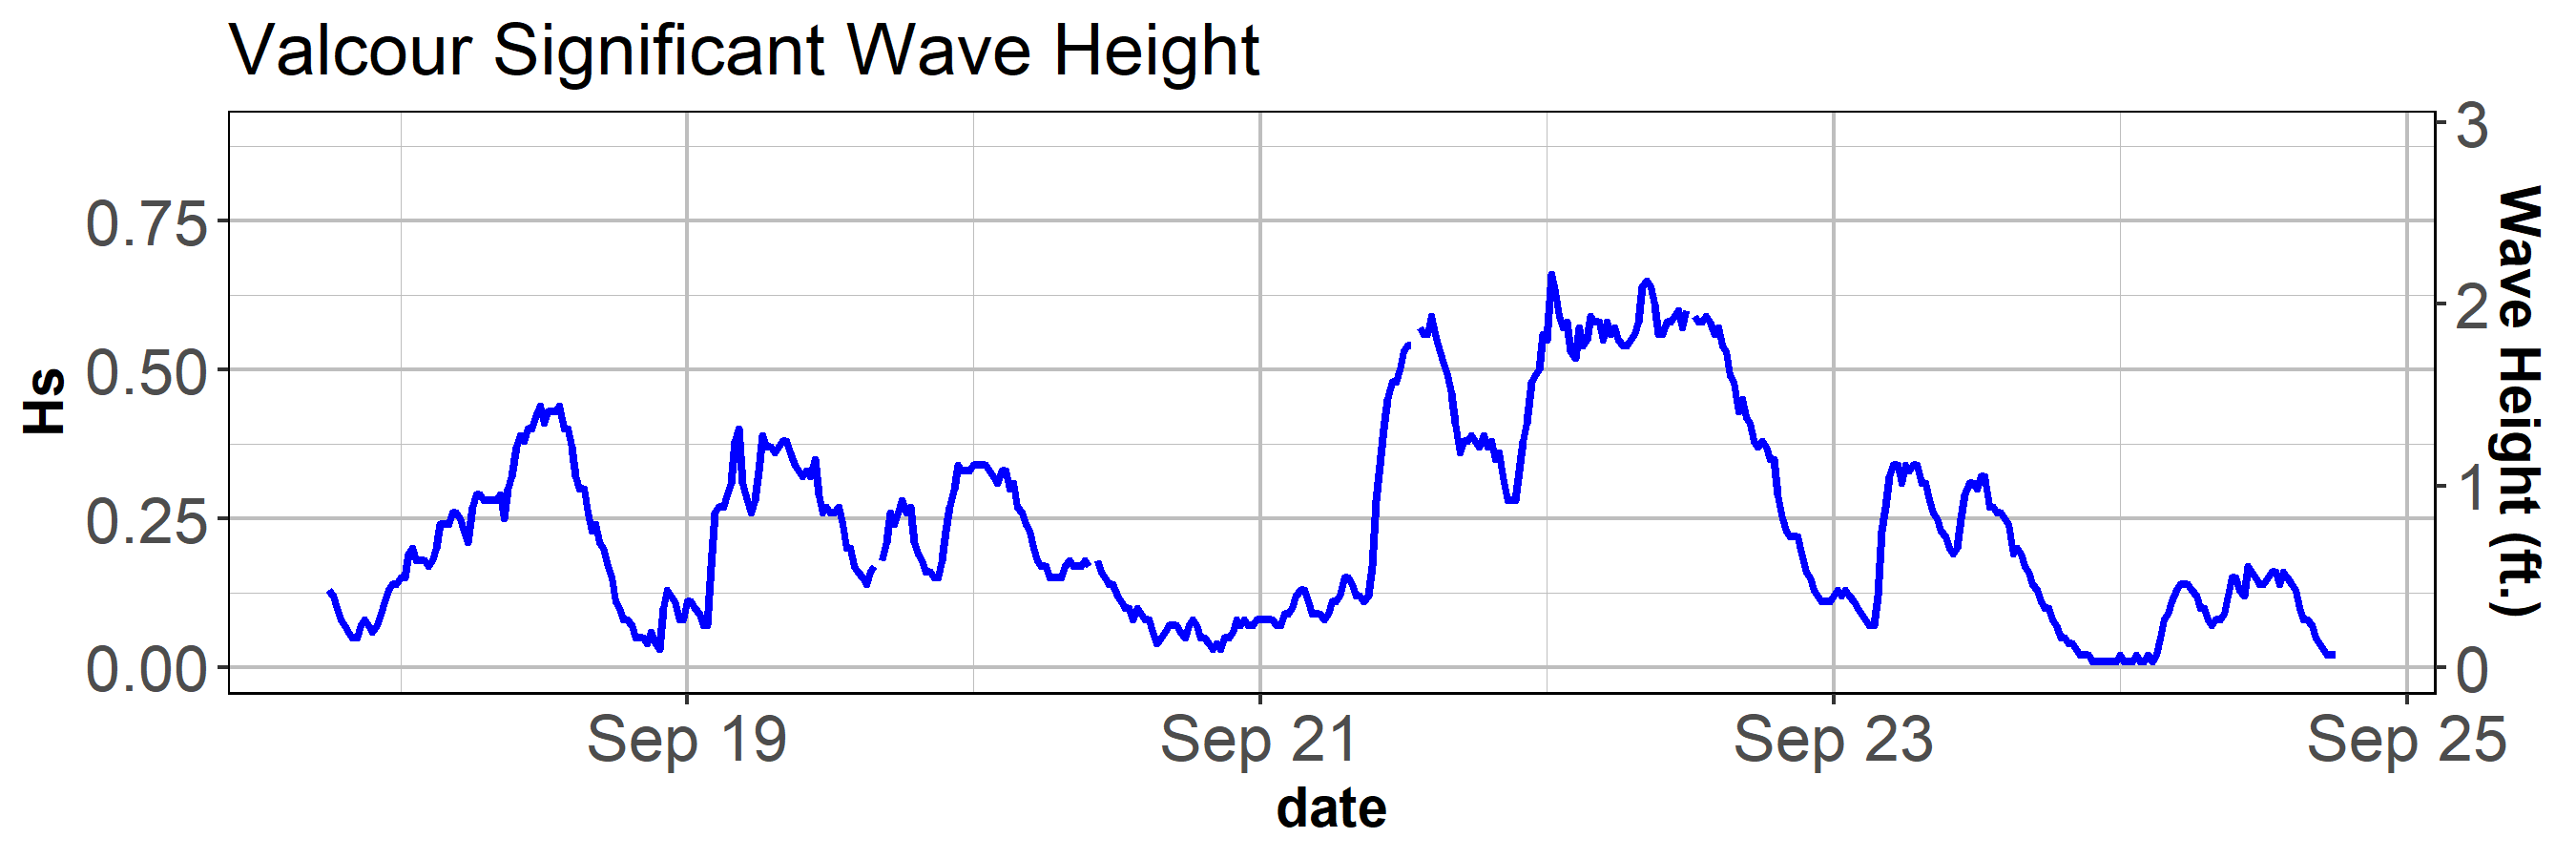 Valcour Significant Wave Height
Hs
0.75
0.50
0.25
0.00
3
2
1
0
Wave Height (ft.)
Sep 19
Sep 21
Sep 23
Sep 25
date